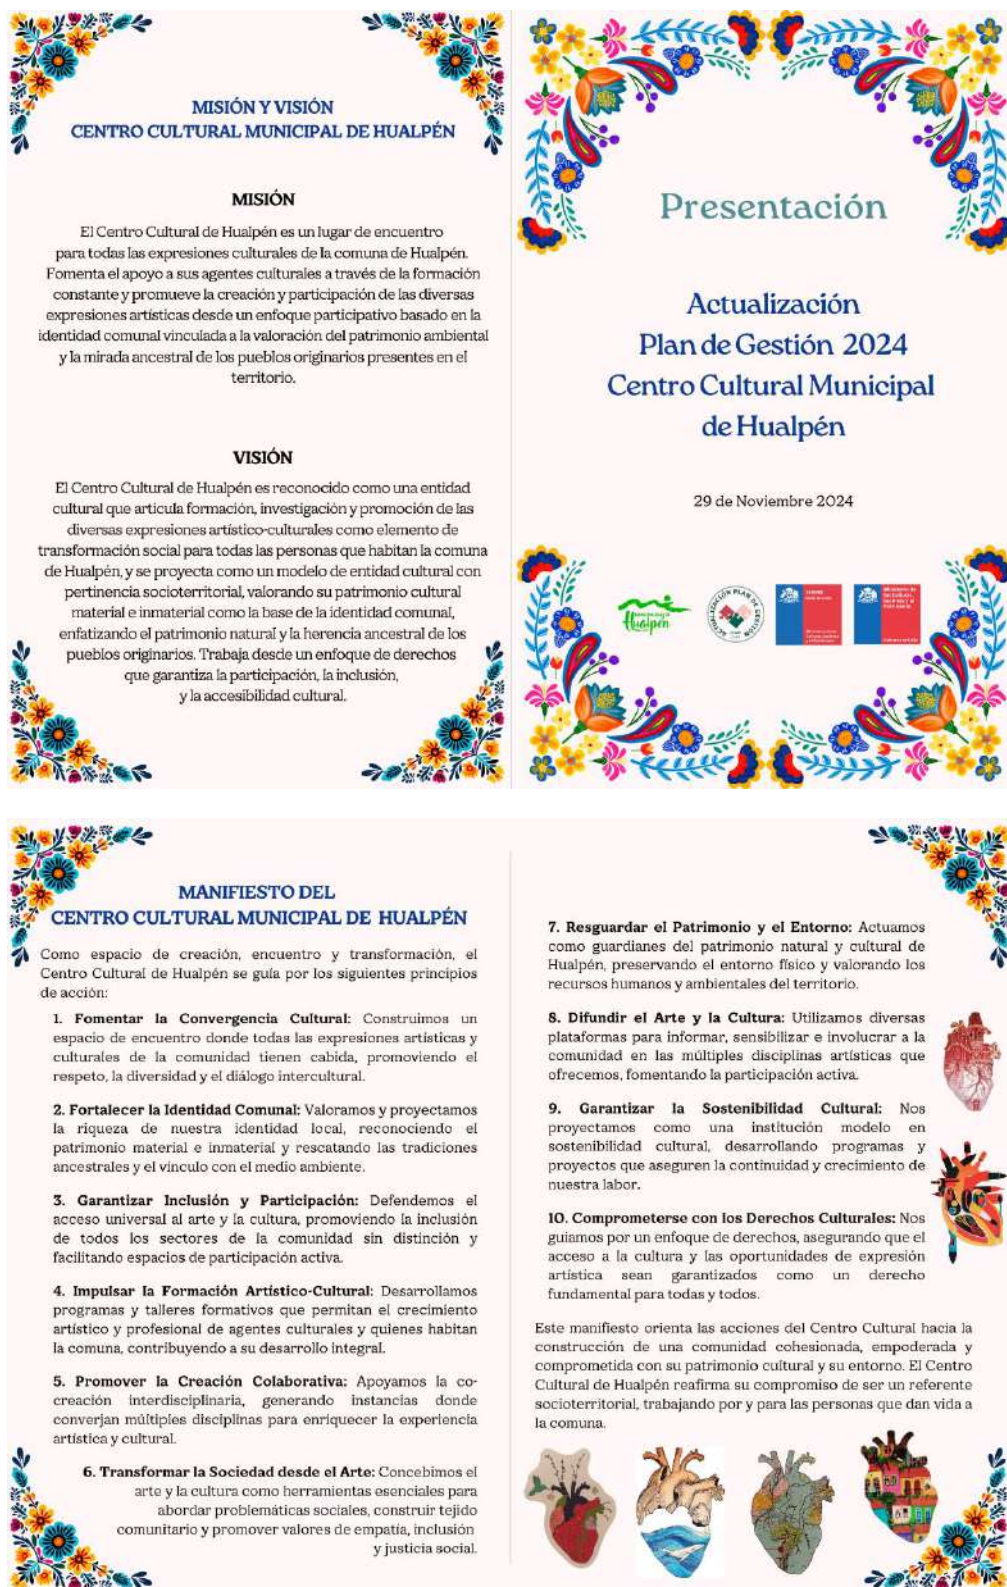 MISIÓN Y VISIÓN
CENTRO CULTURAL MUNICIPAL DE HUALPÉN
MISIÓN
El Centro Cultural de Hualpén es un lugar de encuentro
para todas las expresiones culturales de la comuna de Hualpén.
Fomenta el apoyo a sus agentes culturales a través de la formación
constante y promueve la creación y participación de las diversas
expresiones artísticas desde un enfoque participativo basado en la
identidad comunal vinculada a la valoración del patrimonio ambiental
y la mirada ancestral de los pueblos originarios presentes en el
territorio.
VISIÓN
El Centro Cultural de Hualpén es reconocido como una entidad
cultural que articula formación, investigación y promoción de las
diversas expresiones artístico-culturales como elemento de
transformación social para todas las personas que habitan la comuna
de Hualpén, y se proyecta como un modelo de entidad cultural con
pertinencia socioterritorial, valorando su patrimonio cultural
material e inmaterial como la base de la identidad comunal,
enfatizando el patrimonio natural y la herencia ancestral de los
pueblos originarios. Trabaja desde un enfoque de derechos
que garantiza la participación, la inclusión,
y la accesibilidad cultural.
Presentación
Actualización
Plan de Gestión 2024
Centro Cultural Municipal
de Hualpén
29 de Noviembre 2024
Hualpén
ACTUALIZACIÓN PLAN DE GESTIÓN
MANIFIESTO DEL
CENTRO CULTURAL MUNICIPAL DE HUALPÉN
Como espacio de creación, encuentro y transformación, el
Centro Cultural de Hualpén se guía por los siguientes principios
de acción:
1. Fomentar la Convergencia Cultural: Construimos un
espacio de encuentro donde todas las expresiones artísticas y
culturales de la comunidad tienen cabida, promoviendo el
respeto, la diversidad y el diálogo intercultural.
2. Fortalecer la Identidad Comunal: Valoramos y proyectamos
la riqueza de nuestra identidad local, reconociendo el
patrimonio material e inmaterial y rescatando las tradiciones
ancestrales y el vínculo con el medio ambiente.
3. Garantizar Inclusión y Participación: Defendemos el
acceso universal al arte y la cultura, promoviendo la inclusión
de todos los sectores de la comunidad sin distinción y
facilitando espacios de participación activa.
4. Impulsar la Formación Artístico-Cultural: Desarrollamos
programas y talleres formativos que permitan el crecimiento
artístico y profesional de agentes culturales y quienes habitan
la comuna, contribuyendo a su desarrollo integral.
5. Promover la Creación Colaborativa: Apoyamos la co-
creación interdisciplinaria, generando instancias donde
converjan múltiples disciplinas para enriquecer la experiencia
artística y cultural.
6. Transformar la Sociedad desde el Arte: Concebimos el
arte y la cultura como herramientas esenciales para
abordar problemáticas sociales, construir tejido
comunitario y promover valores de empatía, inclusión
y justicia social.
7. Resguardar el Patrimonio y el Entorno: Actuamos
como guardianes del patrimonio natural y cultural de
Hualpén, preservando el entorno físico y valorando los
recursos humanos y ambientales del territorio.
8. Difundir el Arte y la Cultura: Utilizamos diversas
plataformas para informar, sensibilizar e involucrar a la
comunidad en las múltiples disciplinas artísticas que
ofrecemos, fomentando la participación activa.
9. Garantizar la Sostenibilidad Cultural: Nos
proyectamos como una institución modelo en
sostenibilidad cultural, desarrollando programas y
proyectos que aseguren la continuidad y crecimiento de
nuestra labor.
10. Comprometerse con los Derechos Culturales: Nos
guiamos por un enfoque de derechos, asegurando que el
acceso a la cultura y las oportunidades de expresión
artística sean garantizados como un derecho
fundamental para todas y todos.
Este manifiesto orienta las acciones del Centro Cultural hacia la
construcción de una comunidad cohesionada, empoderada y
comprometida con su patrimonio cultural y su entorno. El Centro
Cultural de Hualpén reafirma su compromiso de ser un referente
socioterritorial, trabajando por y para las personas que dan vida a
la comuna.